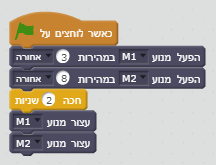 כאשר לוחצים על
הפעל מנוע M1 במהירות 3 אחורה
הפעל מנוע M2 במהירות 8 אחורה
חכה 2 שניות
עצור מנוע M1
עצור מנוע M2